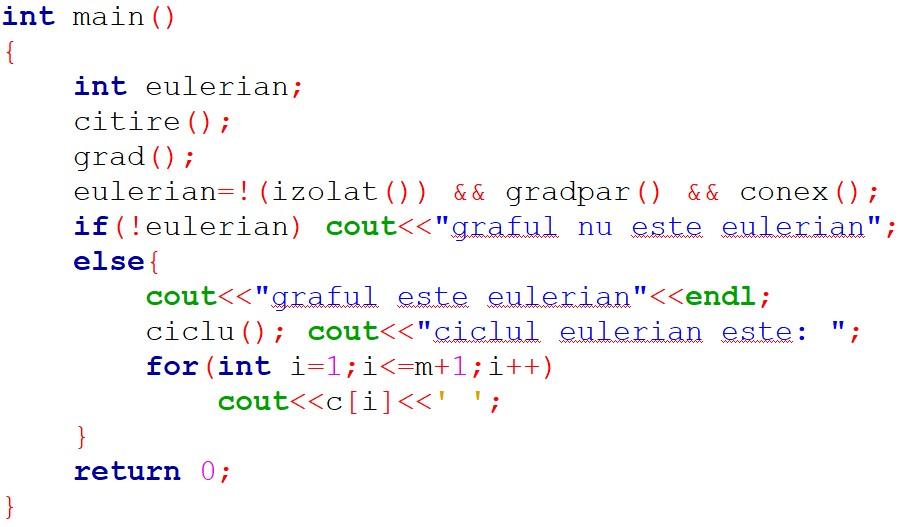 int main()
{
    int eulerian;
    citire();
    grad();
    eulerian=!(izolat()) && gradpar() && conex();
    if(!eulerian) cout<<"graful nu este eulerian";
    else{
        cout<<"graful este eulerian"<<endl;
        ciclu(); cout<<"ciclul eulerian este: ";
        for(int i=1;i<=m+1;i++)
            cout<<c[i]<<' ';
    }
    return 0;
}